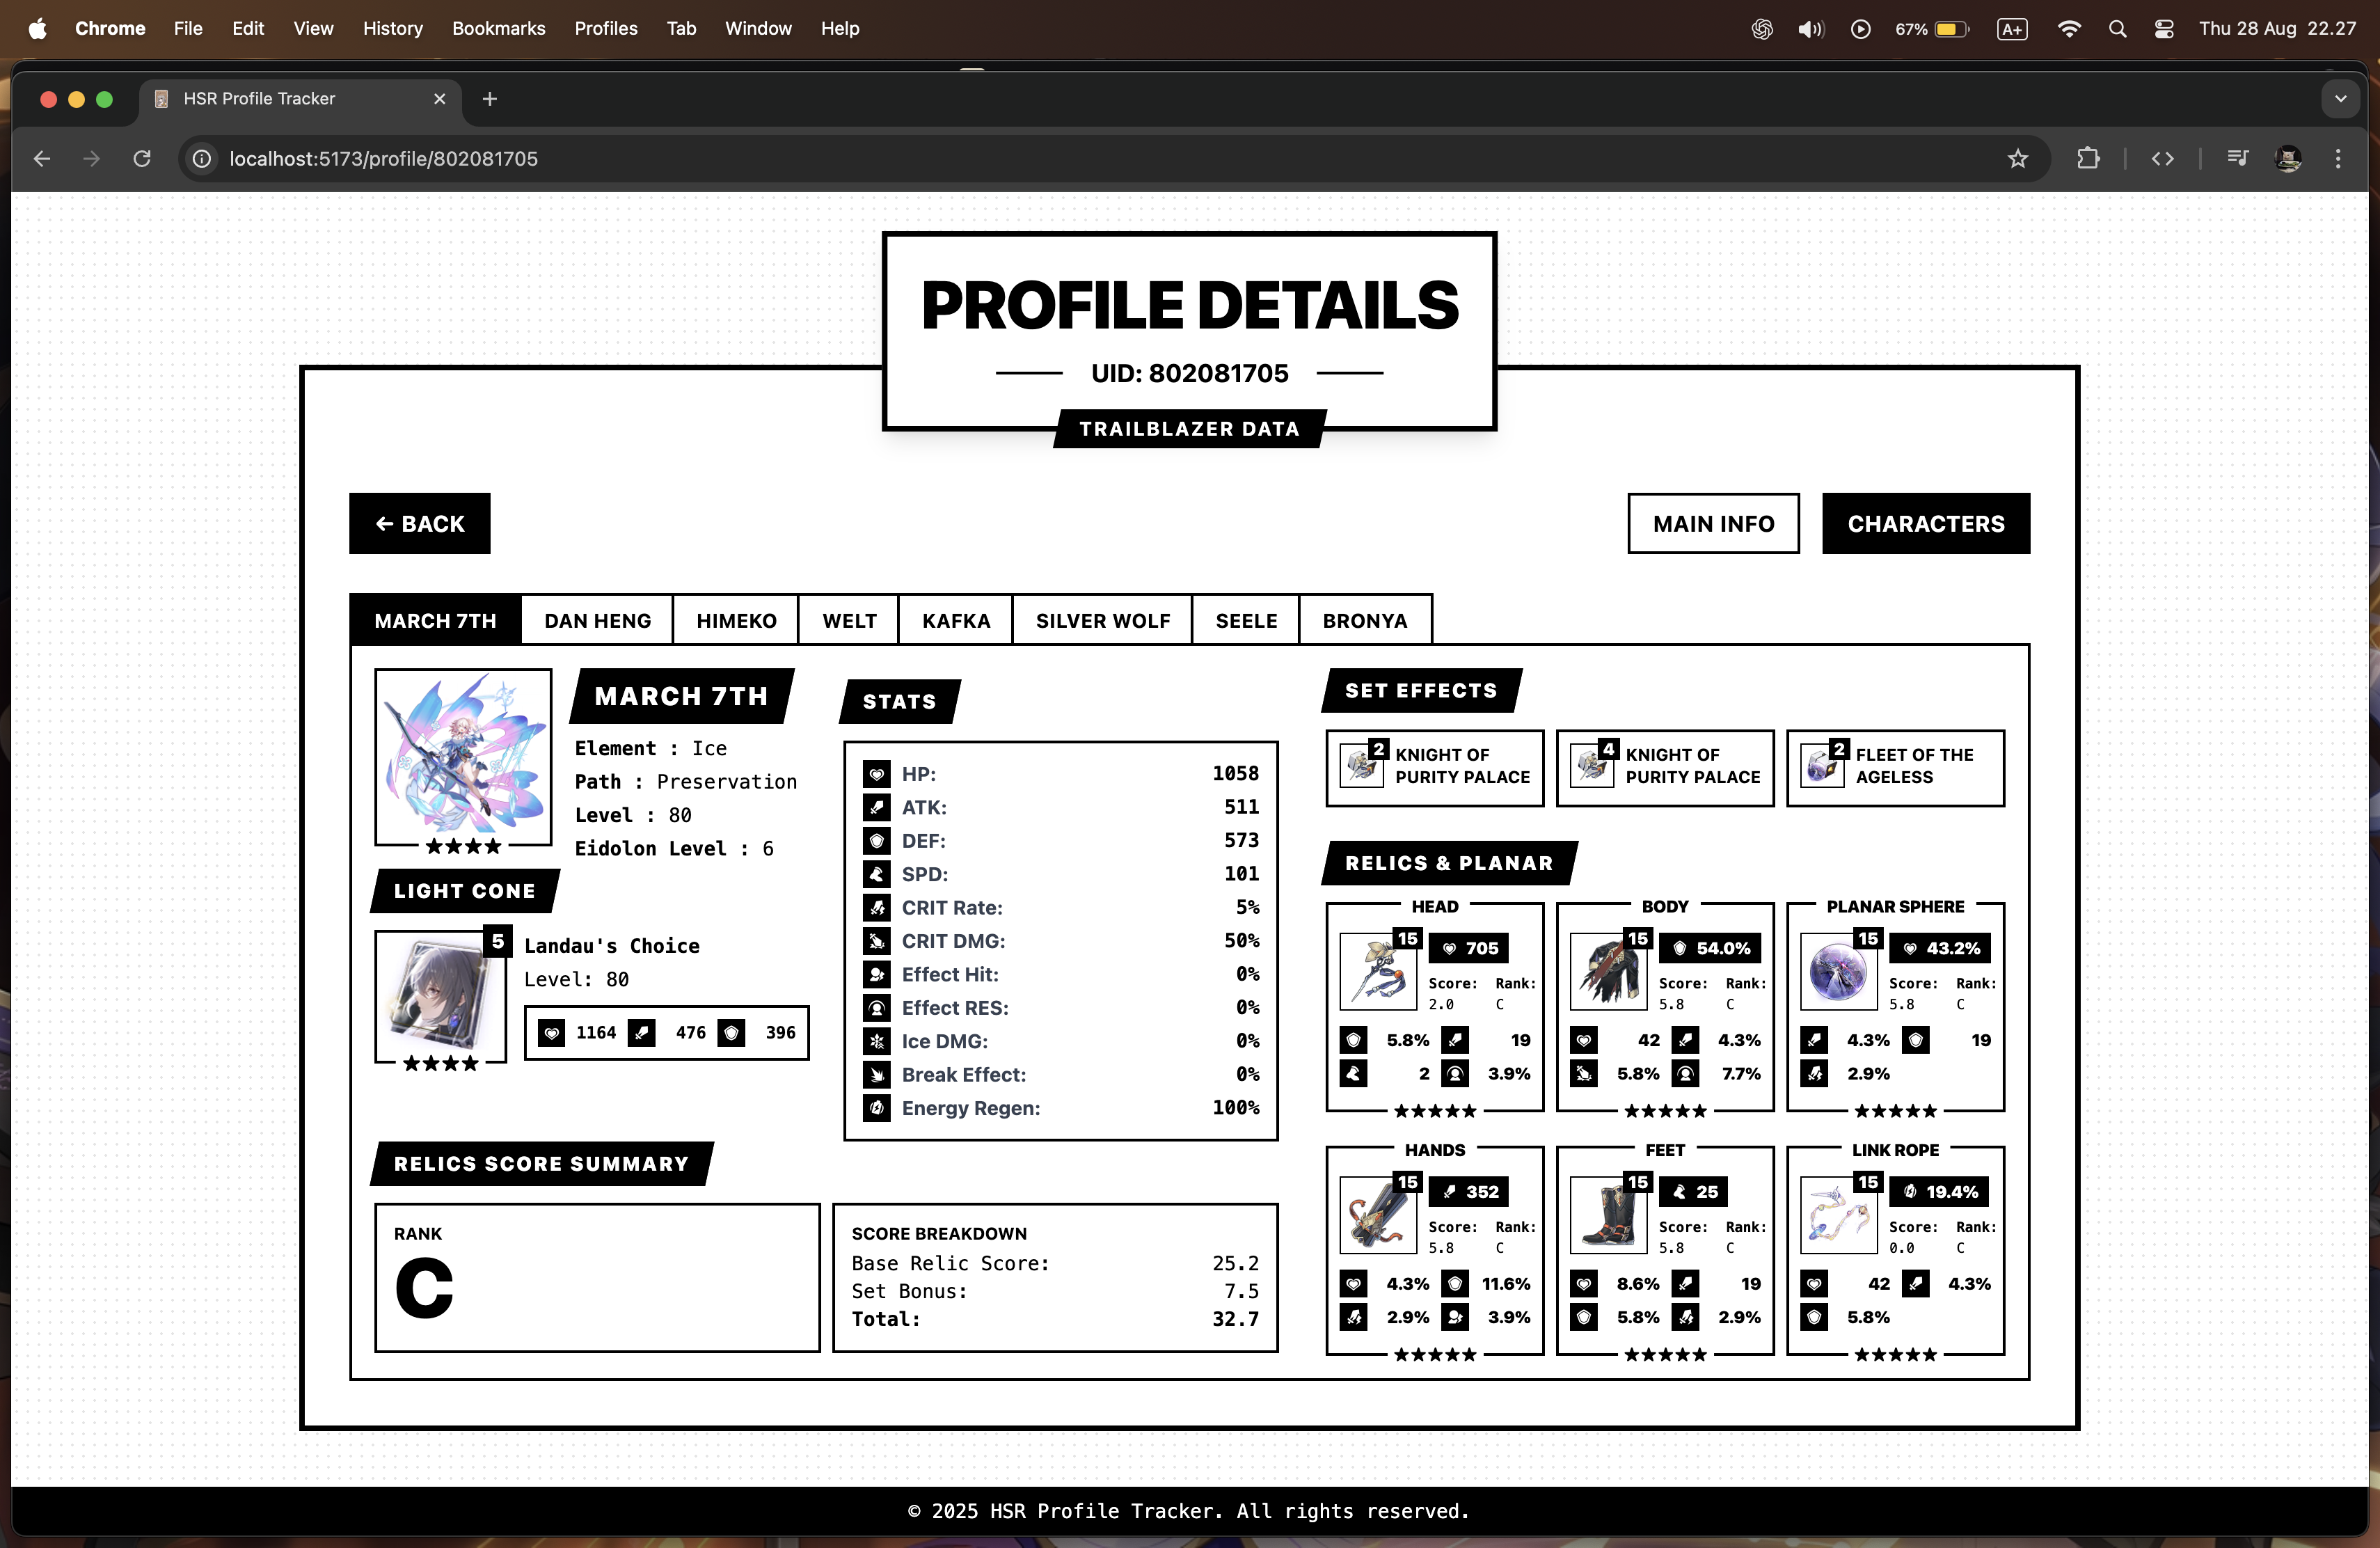 Chrome File Edit View History Bookmarks Profiles Tab Window Help 67% A+ Thu 28 Aug 22.27
HSR Profile Tracker
localhost:5173/profile/802081705
PROFILE DETAILS
UID: 802081705
TRAILBLAZER DATA
← BACK
MAIN INFO
CHARACTERS
MARCH 7TH
DAN HENG
HIMEKO
WELT
KAFKA
SILVER WOLF
SEELE
BRONYA
MARCH 7TH
Element : Ice
Path : Preservation
Level : 80
Eidolon Level : 6
LIGHT CONE
5
Landau's Choice
Level: 80
1164 476 396
STATS
HP: 1058
ATK: 511
DEF: 573
SPD: 101
CRIT Rate: 5%
CRIT DMG: 50%
Effect Hit: 0%
Effect RES: 0%
Ice DMG: 0%
Break Effect: 0%
Energy Regen: 100%
RELICS SCORE SUMMARY
RANK
C
SCORE BREAKDOWN
Base Relic Score: 25.2
Set Bonus: 7.5
Total: 32.7
SET EFFECTS
2
KNIGHT OF
PURITY PALACE
4
KNIGHT OF
PURITY PALACE
2
FLEET OF THE
AGELESS
RELICS & PLANAR
HEAD
15
705
Score: Rank:
2.0 C
5.8% 19
2 3.9%
BODY
15
54.0%
Score: Rank:
5.8 C
42 4.3%
5.8% 7.7%
PLANAR SPHERE
15
43.2%
Score: Rank:
5.8 C
4.3% 19
2.9%
HANDS
15
352
Score: Rank:
5.8 C
4.3% 11.6%
2.9% 3.9%
FEET
15
25
Score: Rank:
5.8 C
8.6% 19
5.8% 2.9%
LINK ROPE
15
19.4%
Score: Rank:
0.0 C
42 4.3%
5.8%
© 2025 HSR Profile Tracker. All rights reserved.